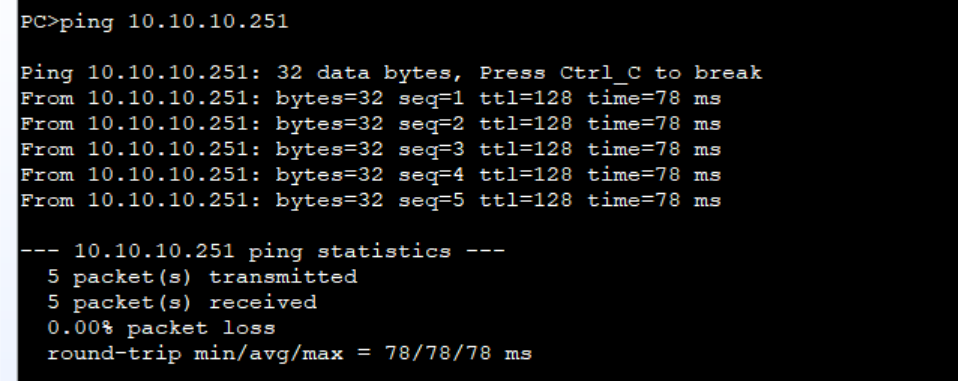 PC>ping 10.10.10.251
Ping 10.10.10.251: 32 data bytes, Press Ctrl_C to break
From 10.10.10.251: bytes=32 seq=1 ttl=128 time=78 ms
From 10.10.10.251: bytes=32 seq=2 ttl=128 time=78 ms
From 10.10.10.251: bytes=32 seq=3 ttl=128 time=78 ms
From 10.10.10.251: bytes=32 seq=4 ttl=128 time=78 ms
From 10.10.10.251: bytes=32 seq=5 ttl=128 time=78 ms
--- 10.10.10.251 ping statistics ---
5 packet(s) transmitted
5 packet(s) received
0.00% packet loss
round-trip min/avg/max = 78/78/78 ms